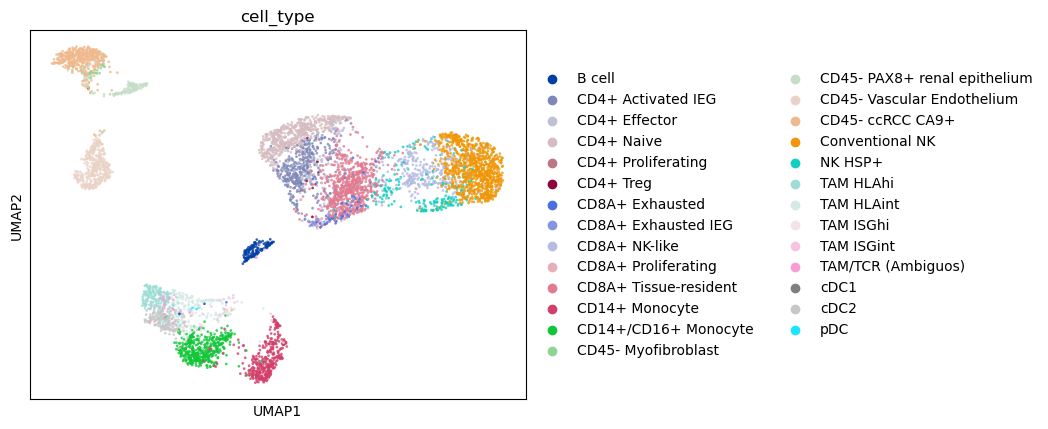 cell_type
UMAP2
UMAP1
B cell
CD4+ Activated IEG
CD4+ Effector
CD4+ Naive
CD4+ Proliferating
CD4+ Treg
CD8A+ Exhausted
CD8A+ Exhausted IEG
CD8A+ NK-like
CD8A+ Proliferating
CD8A+ Tissue-resident
CD14+ Monocyte
CD14+/CD16+ Monocyte
CD45- Myofibroblast
CD45- PAX8+ renal epithelium
CD45- Vascular Endothelium
CD45- ccRCC CA9+
Conventional NK
NK HSP+
TAM HLAhi
TAM HLAint
TAM ISGhi
TAM ISGint
TAM/TCR (Ambiguos)
cDC1
cDC2
pDC